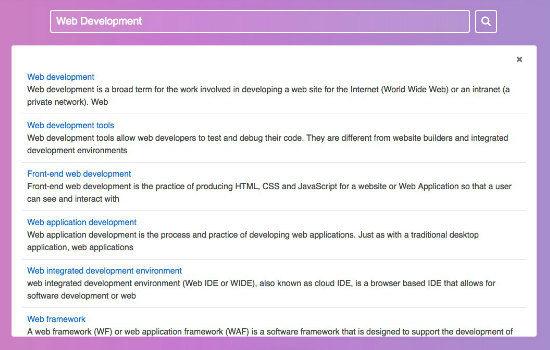 Web Development
Web development
Web development is a broad term for the work involved in developing a web site for the Internet (World Wide Web) or an intranet (a
private network). Web
Web development tools
Web development tools allow web developers to test and debug their code. They are different from website builders and integrated
development environments
Front-end web development
Front-end web development is the practice of producing HTML, CSS and JavaScript for a website or Web Application so that a user
can see and interact with
Web application development
Web application development is the process and practice of developing web applications. Just as with a traditional desktop
application, web applications
Web integrated development environment
web integrated development environment (Web IDE or WIDE), also known as cloud IDE, is a browser based IDE that allows for
software development or web
Web framework
A web framework (WF) or web application framework (WAF) is a software framework that is designed to support the development of